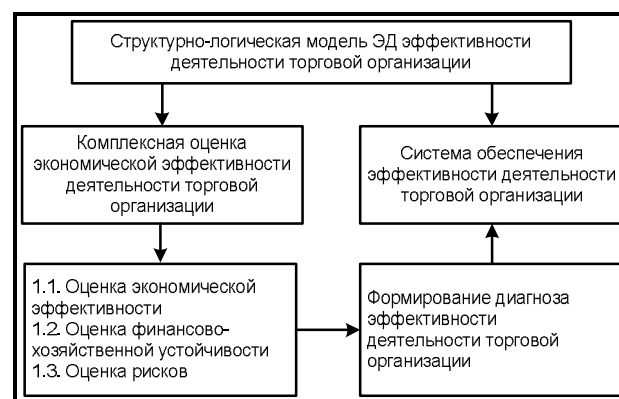 Структурно-логическая модель ЭД эффективности
деятельности торговой организации
Комплексная оценка
экономической эффективности
деятельности торговой
организации
Система обеспечения
эффективности деятельности
торговой организации
1.1. Оценка экономической
эффективности
1.2. Оценка финансово-
хозяйственной устойчивости
1.3. Оценка рисков
Формирование диагноза
эффективности
деятельности торговой
организации